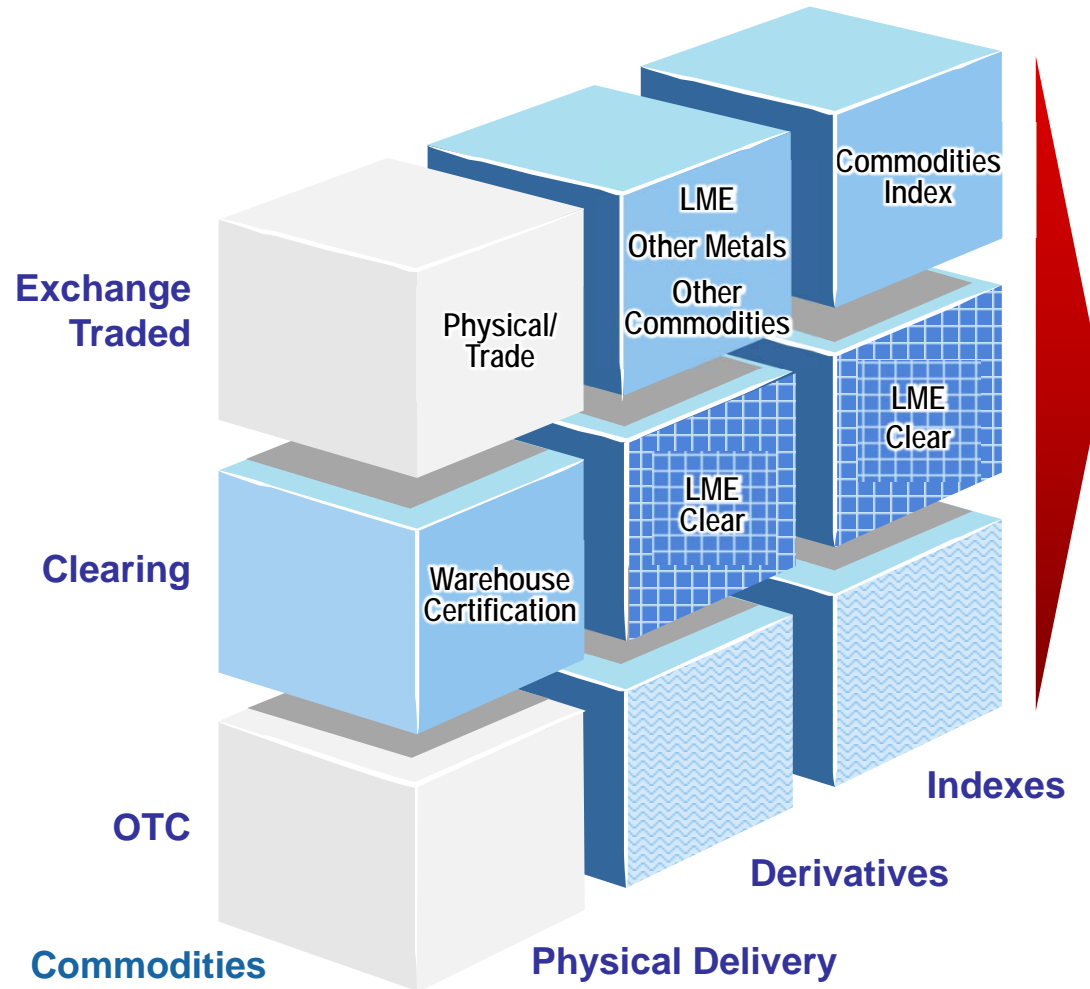 Commodities
Index
LME
Other Metals
Other
Commodities
Exchange
Traded
Physical/
Trade
LME
Clear
LME
Clear
Clearing
Warehouse
Certification
Indexes
OTC
Derivatives
Physical Delivery
Commodities